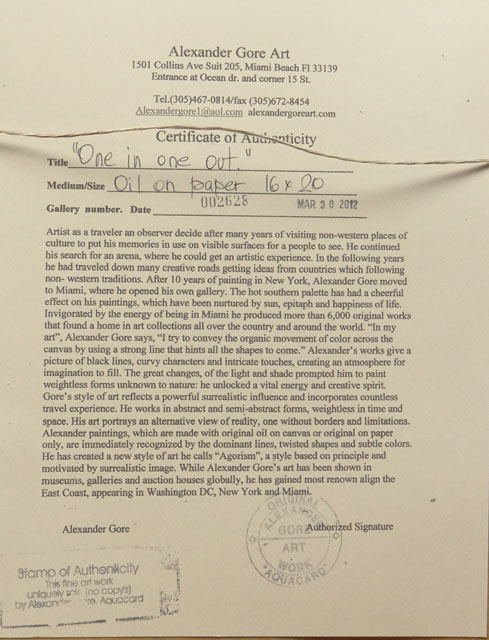 Alexander Gore Art
1501 Collins Ave Suit 205, Miami Beach Fl 33139
Entrance at Ocean dr. and corner 15 St.
Tel.(305)467-0814/fax (305)672-8454
Alexandergore1@aol.com alexandergoreart.com
Certificate of Authenticity
Title "One in one out."
Medium/Size Oil on paper 16 x 20
Gallery number. Date 002628 MAR 30 2012
Artist as a traveler an observer decide after many years of visiting non-western places of
culture to put his memories in use on visible surfaces for a people to see. He continued
his search for an arena, where he could get an artistic experience. In the following years
he had traveled down many creative roads getting ideas from countries which following
non- western traditions. After 10 years of painting in New York, Alexander Gore moved
to Miami, where he opened his own gallery. The hot southern palette has had a cheerful
effect on his paintings, which have been nurtured by sun, epitaph and happiness of life.
Invigorated by the energy of being in Miami he produced more than 6,000 original works
that found a home in art collections all over the country and around the world. "In my
art", Alexander Gore says, "I try to convey the organic movement of color across the
canvas by using a strong line that hints all the shapes to come." Alexander's works give a
picture of black lines, curvy characters and intricate touches, creating an atmosphere for
imagination to fill. The great changes, of the light and shade prompted him to paint
weightless forms unknown to nature: he unlocked a vital energy and creative spirit.
Gore's style of art reflects a powerful surrealistic influence and incorporates countless
travel experience. He works in abstract and semi-abstract forms, weightless in time and
space. His art portrays an alternative view of reality, one without borders and limitations.
Alexander paintings, which are made with original oil on canvas or original on paper
only, are immediately recognized by the dominant lines, twisted shapes and subtle colors.
He has created a new style of art he calls "Agorism", a style based on principle and
motivated by surrealistic image. While Alexander Gore's art has been shown in
museums, galleries and auction houses globally, he has gained most renown align the
East Coast, appearing in Washington DC, New York and Miami.
Alexander Gore Authorized Signature
ORIGINAL
ALEXANDER
GORE
ART
WORK
"AQUACARD"
Stamp of Authenticity
This fine art work
uniquely (no copys)
by Aquacard